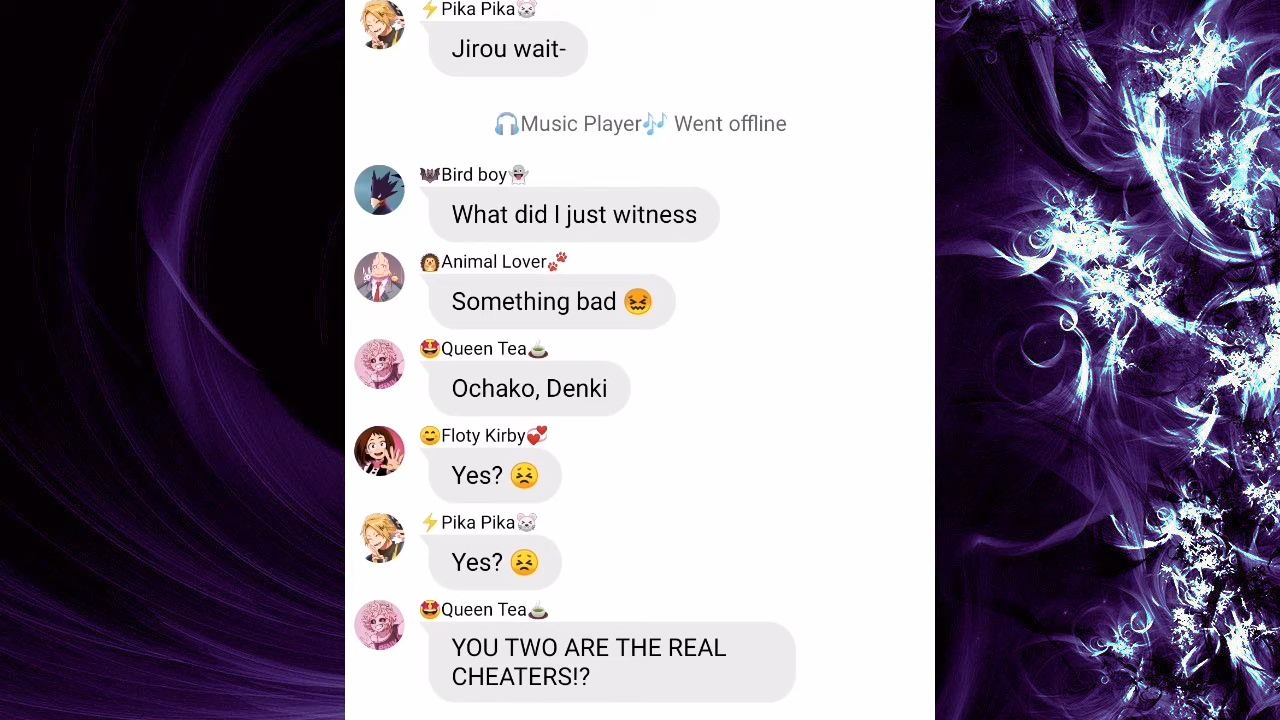 ⚡Pika Pika🐭
Jirou wait-
🎧Music Player🎶 Went offline
🦇Bird boy👻
What did I just witness
🦔Animal Lover🐾
Something bad 😖
🤩Queen Tea☕
Ochako, Denki
😊Floty Kirby💞
Yes? 😣
⚡Pika Pika🐭
Yes? 😣
🤩Queen Tea☕
YOU TWO ARE THE REAL
CHEATERS!?